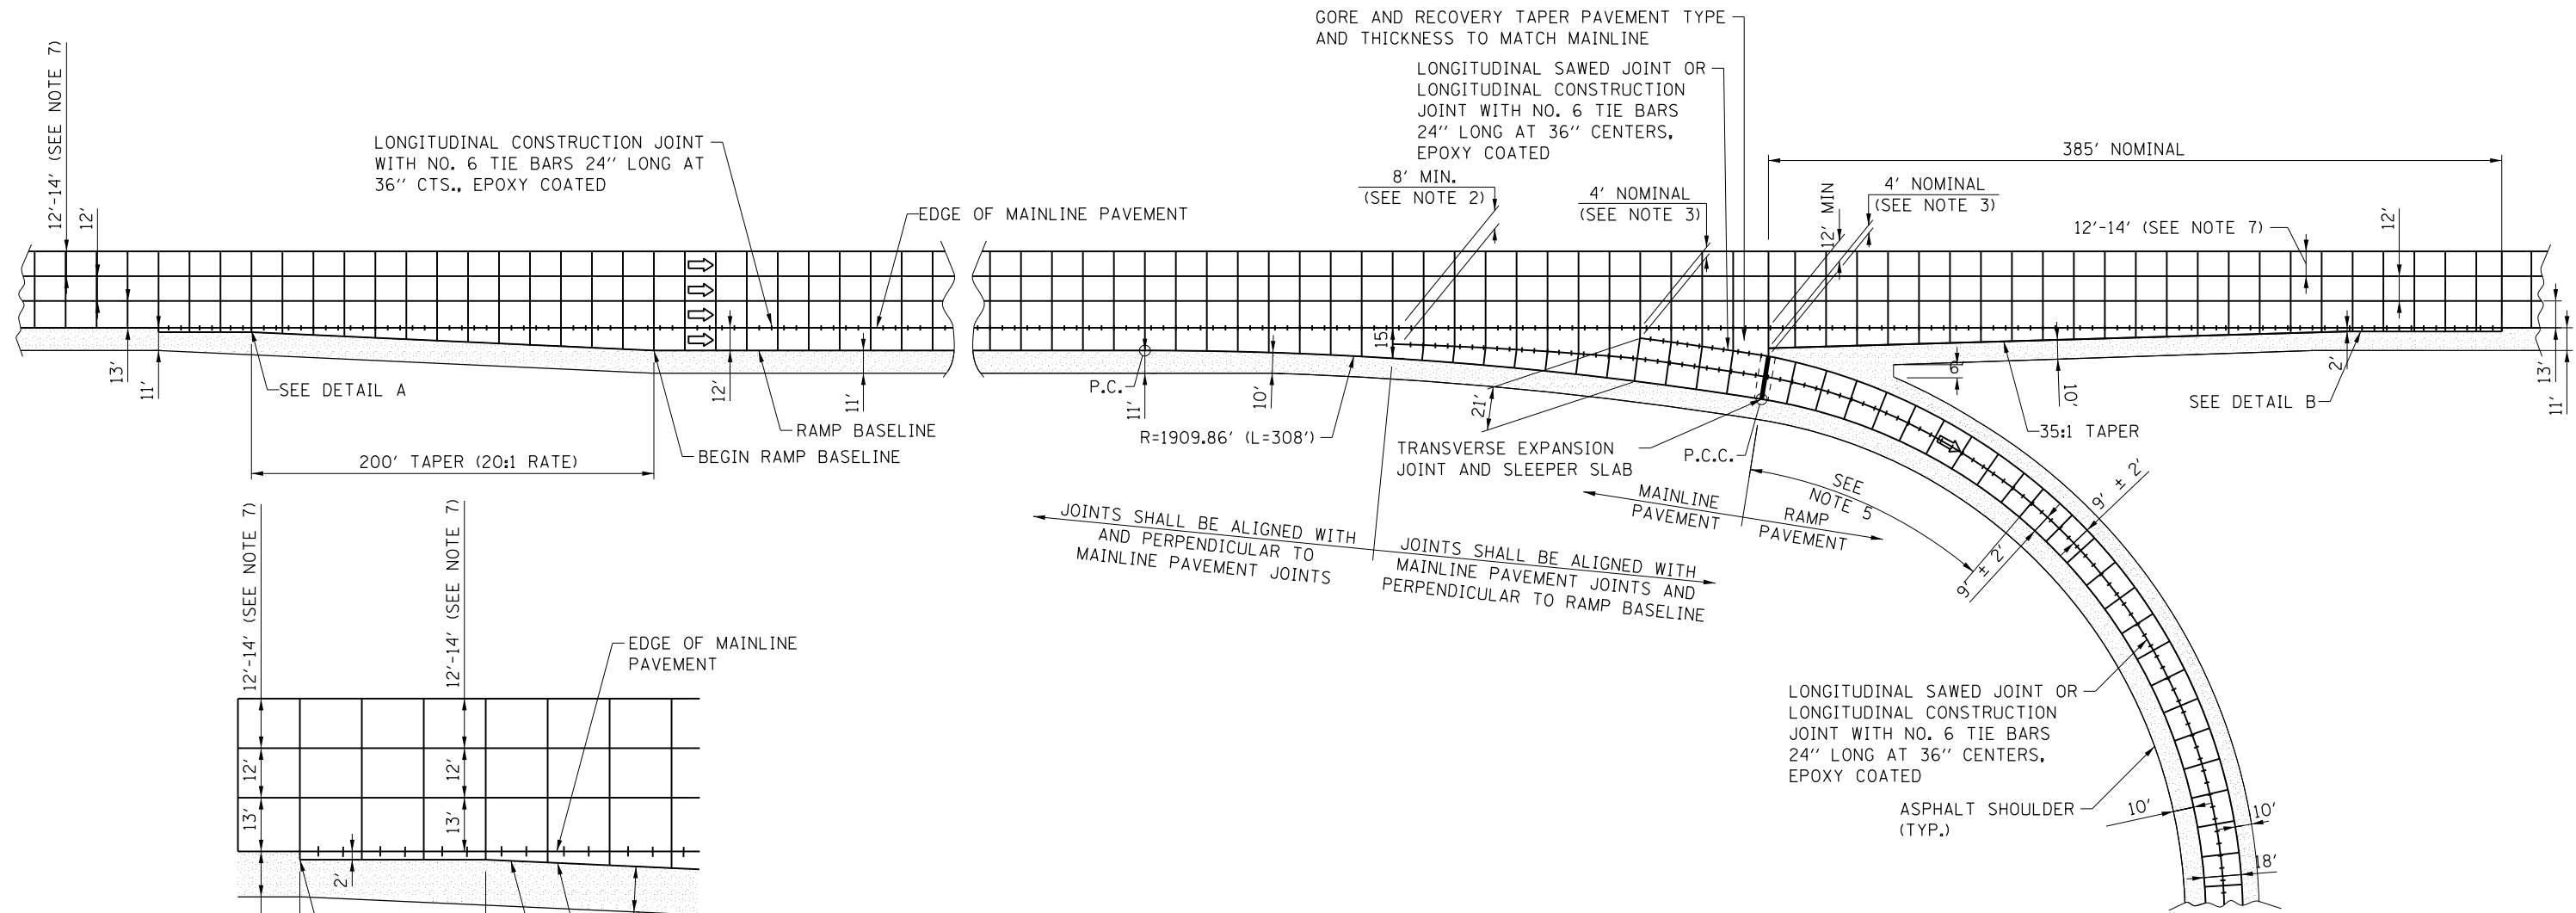 GORE AND RECOVERY TAPER PAVEMENT TYPE
AND THICKNESS TO MATCH MAINLINE
LONGITUDINAL SAWED JOINT OR
LONGITUDINAL CONSTRUCTION
JOINT WITH NO. 6 TIE BARS
24" LONG AT 36" CENTERS,
EPOXY COATED
12'-14' (SEE NOTE 7)
12'
13'
11'
LONGITUDINAL CONSTRUCTION JOINT
WITH NO. 6 TIE BARS 24" LONG AT
36" CTS., EPOXY COATED
EDGE OF MAINLINE PAVEMENT
8' MIN.
(SEE NOTE 2)
4' NOMINAL
(SEE NOTE 3)
12' MIN
4' NOMINAL
(SEE NOTE 3)
385' NOMINAL
12'-14' (SEE NOTE 7)
12'
13'
11'
SEE DETAIL A
200' TAPER (20:1 RATE)
12'
11'
RAMP BASELINE
BEGIN RAMP BASELINE
P.C.
11'
10'
15'
R=1909.86' (L=308')
21'
TRANSVERSE EXPANSION
JOINT AND SLEEPER SLAB
P.C.C.
6'
10'
2'
SEE DETAIL B
35:1 TAPER
JOINTS SHALL BE ALIGNED WITH
AND PERPENDICULAR TO
MAINLINE PAVEMENT JOINTS
JOINTS SHALL BE ALIGNED WITH
MAINLINE PAVEMENT JOINTS AND
PERPENDICULAR TO RAMP BASELINE
MAINLINE
PAVEMENT
RAMP
PAVEMENT
SEE
NOTE 5
9' ± 2'
9' ± 2'
LONGITUDINAL SAWED JOINT OR
LONGITUDINAL CONSTRUCTION
JOINT WITH NO. 6 TIE BARS
24" LONG AT 36" CENTERS,
EPOXY COATED
ASPHALT SHOULDER
(TYP.)
10'
10'
18'
12'-14' (SEE NOTE 7)
12'
13'
12'-14' (SEE NOTE 7)
12'
13'
EDGE OF MAINLINE
PAVEMENT
2'